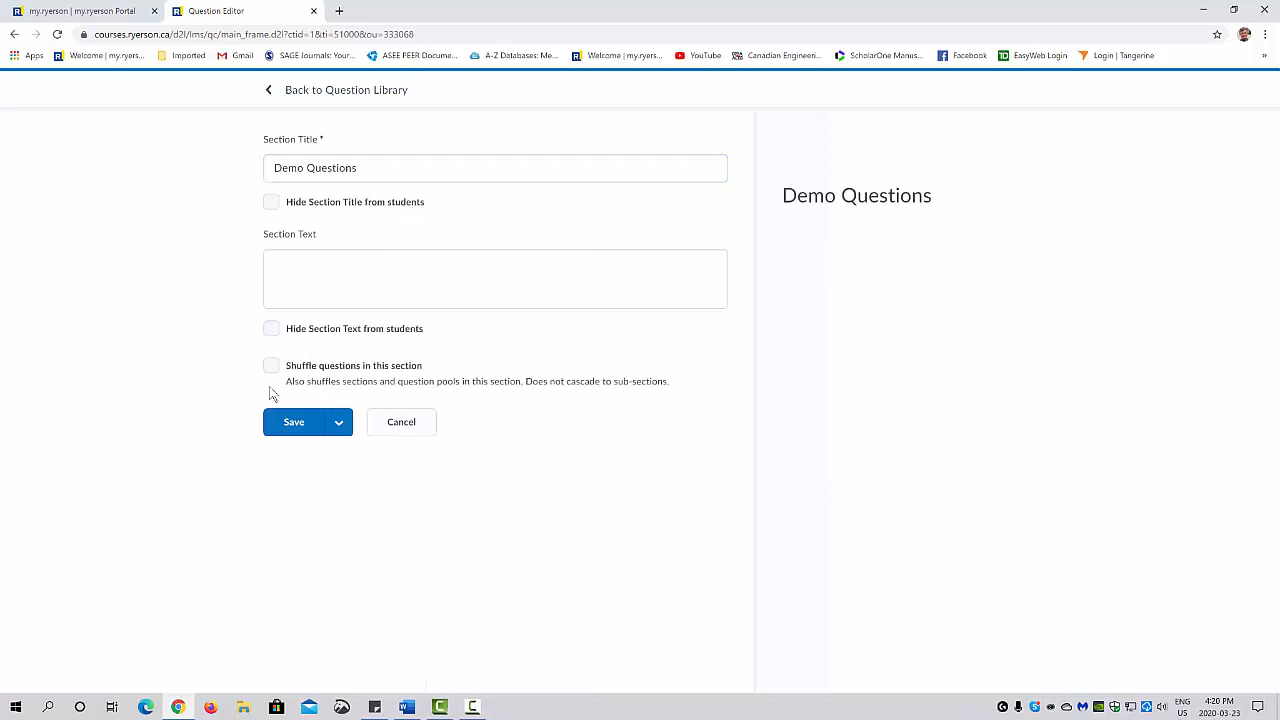 my.ryerson | my.ryerson Portal
Question Editor
courses.ryerson.ca/d2l/lms/qc/main_frame.d2l?ctid=1&ti=51000&ou=333068
Apps Welcome | my.ryers... Imported Gmail SAGE Journals: Your... ASEE PEER Docume... A-Z Databases: Me... Welcome | my.ryers... YouTube Canadian Engineeri... ScholarOne Manus... Facebook EasyWeb Login Login | Tangerine
Back to Question Library
Section Title *
Demo Questions
Hide Section Title from students
Section Text
Hide Section Text from students
Shuffle questions in this section
Also shuffles sections and question pools in this section. Does not cascade to sub-sections.
Save
Cancel
Demo Questions
ENG
US
4:20 PM
2020-03-23